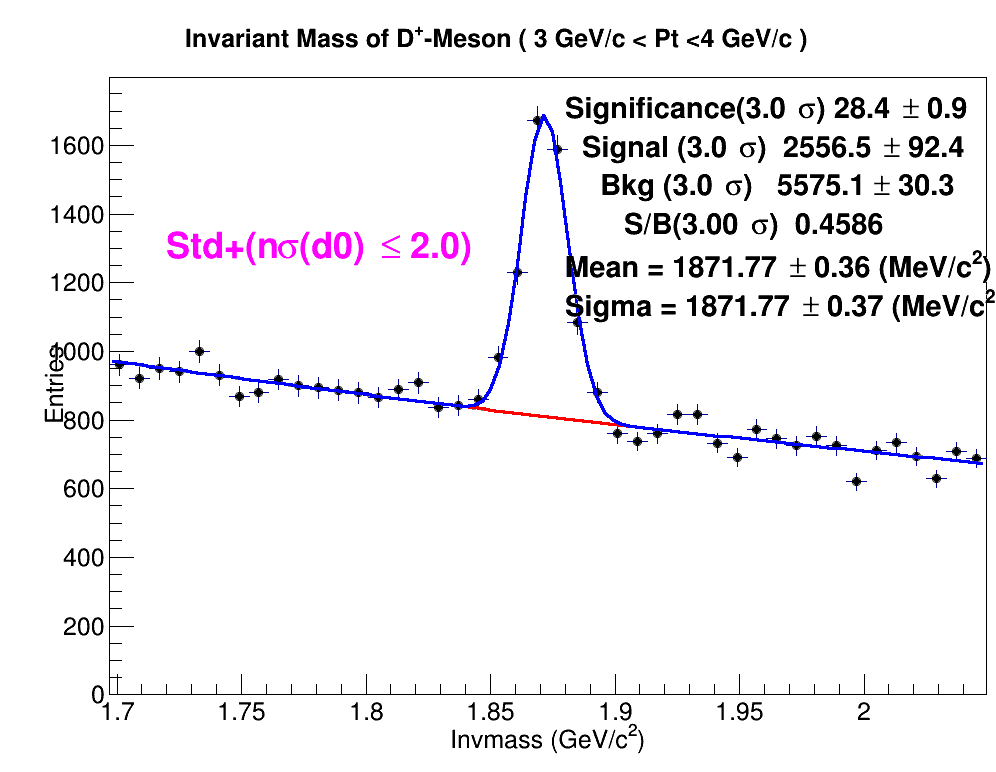 Invariant Mass of D⁺-Meson ( 3 GeV/c < Pt <4 GeV/c )
Significance(3.0 σ) 28.4 ± 0.9
Signal (3.0 σ) 2556.5 ± 92.4
Bkg (3.0 σ) 5575.1 ± 30.3
S/B(3.00 σ) 0.4586
Mean = 1871.77 ± 0.36 (MeV/c²)
Sigma = 1871.77 ± 0.37 (MeV/c²
Std+(nσ(d0) ≤ 2.0)
Entries
1600
1400
1200
1000
800
600
400
200
0
1.7 1.75 1.8 1.85 1.9 1.95 2
Invmass (GeV/c²)